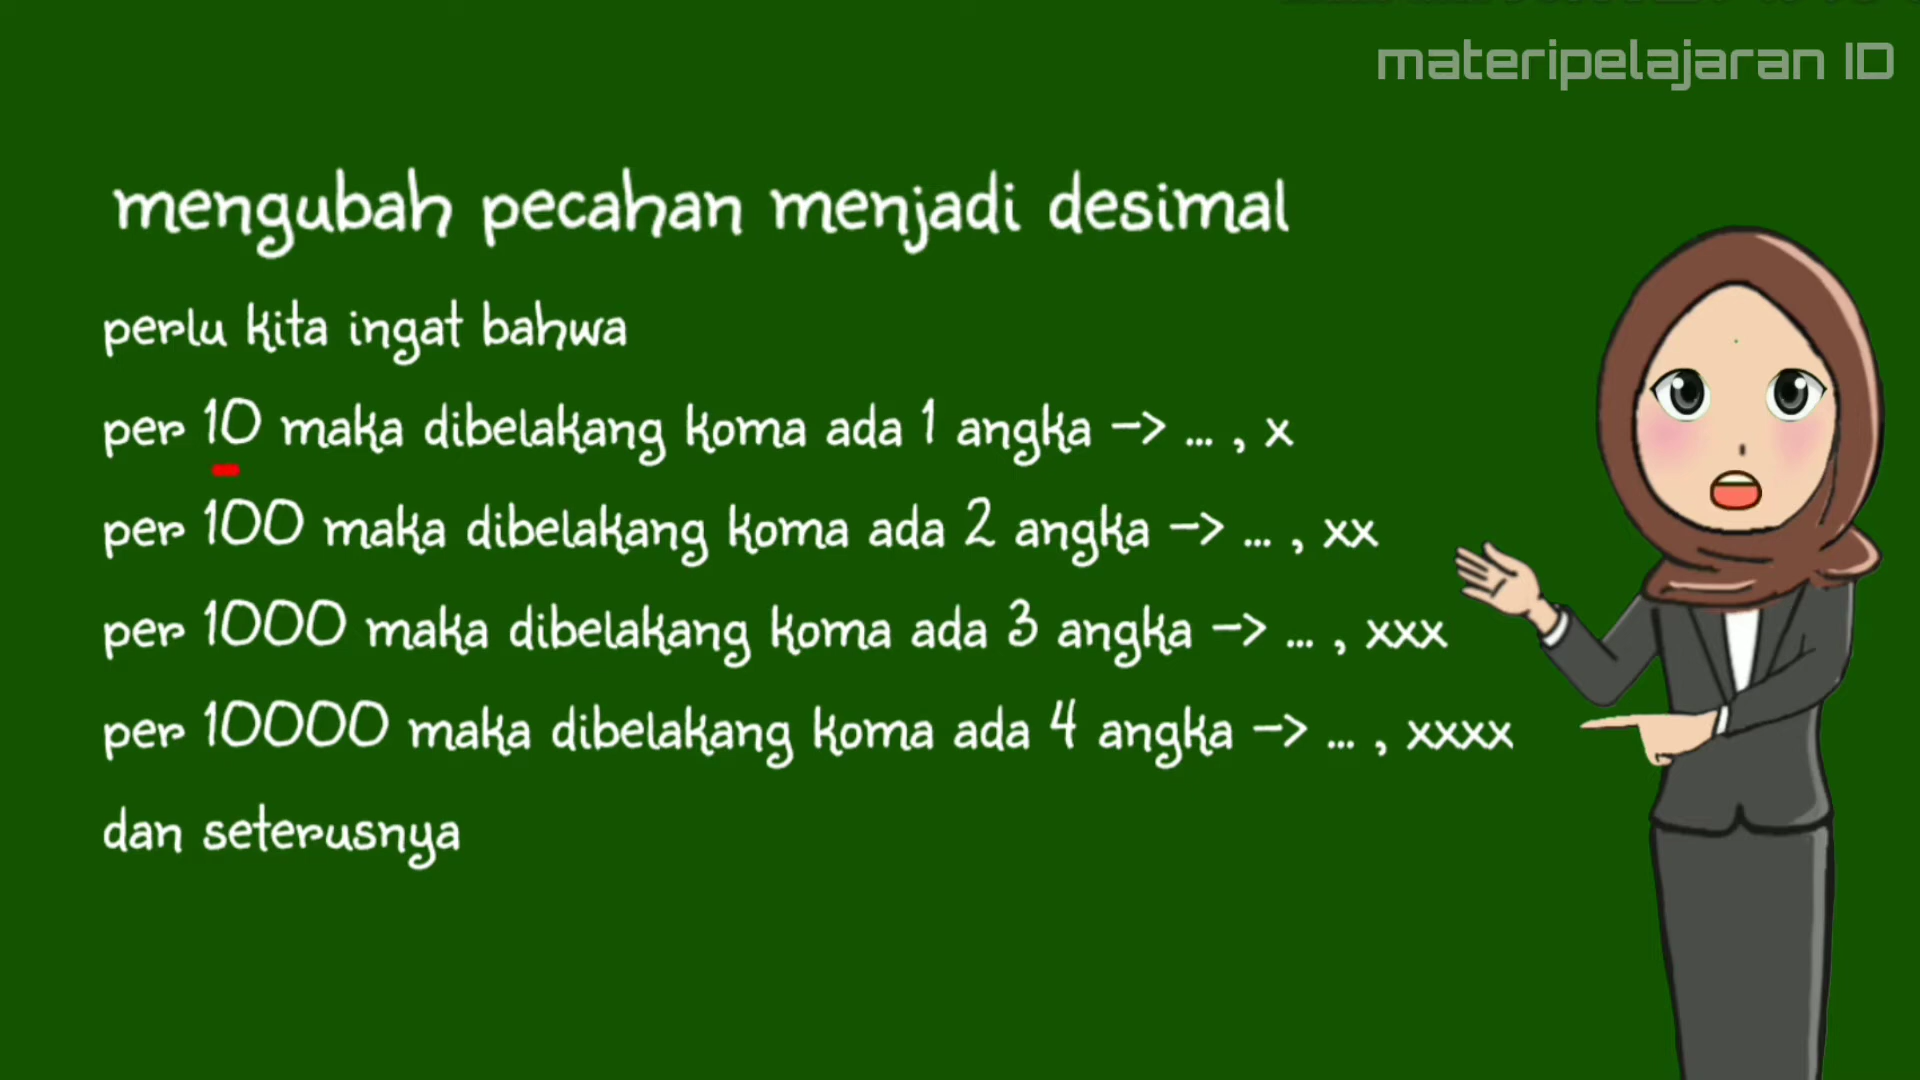 materipelajaran ID
mengubah pecahan menjadi desimal
perlu kita ingat bahwa
per 10 maka dibelakang koma ada 1 angka -> ... , x
per 100 maka dibelakang koma ada 2 angka -> ... , xx
per 1000 maka dibelakang koma ada 3 angka -> ... , xxx
per 10000 maka dibelakang koma ada 4 angka -> ... , xxxx
dan seterusnya